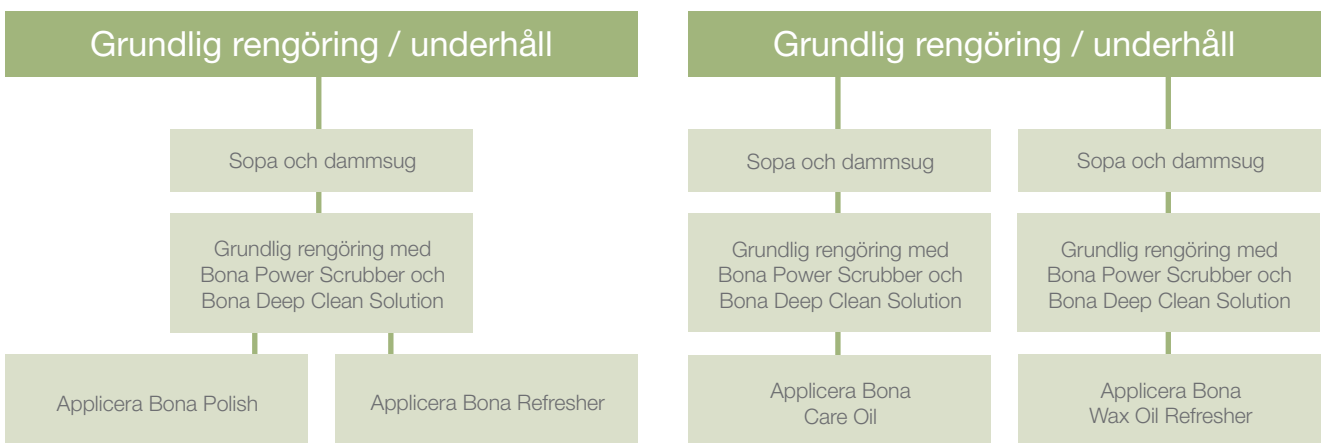 Grundlig rengöring / underhåll
Sopa och dammsug
Grundlig rengöring med
Bona Power Scrubber och
Bona Deep Clean Solution
Applicera Bona Polish
Applicera Bona Refresher
Grundlig rengöring / underhåll
Sopa och dammsug
Grundlig rengöring med
Bona Power Scrubber och
Bona Deep Clean Solution
Applicera Bona
Care Oil
Sopa och dammsug
Grundlig rengöring med
Bona Power Scrubber och
Bona Deep Clean Solution
Applicera Bona
Wax Oil Refresher